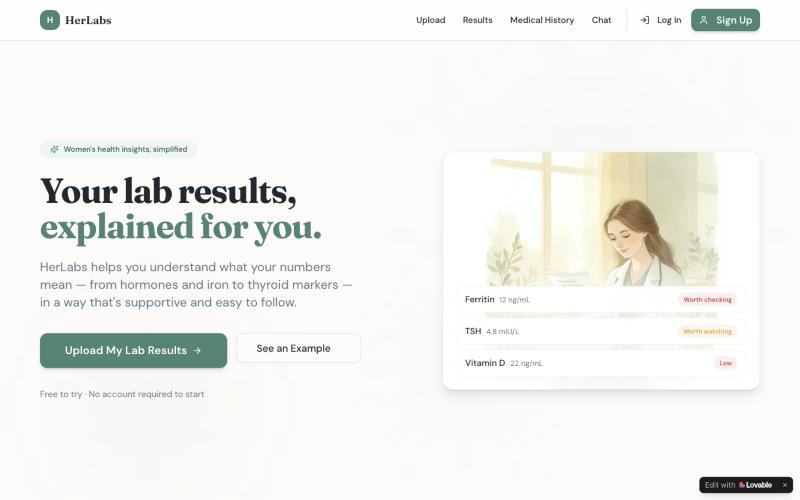 H HerLabs
Upload Results Medical History Chat Log In Sign Up
Women's health insights, simplified
Your lab results,
explained for you.
HerLabs helps you understand what your numbers
mean — from hormones and iron to thyroid markers —
in a way that's supportive and easy to follow.
Upload My Lab Results →
See an Example
Free to try · No account required to start
Ferritin 12 ng/mL Worth checking
TSH 4.8 mIU/L Worth watching
Vitamin D 22 ng/mL Low
Edit with Lovable ×